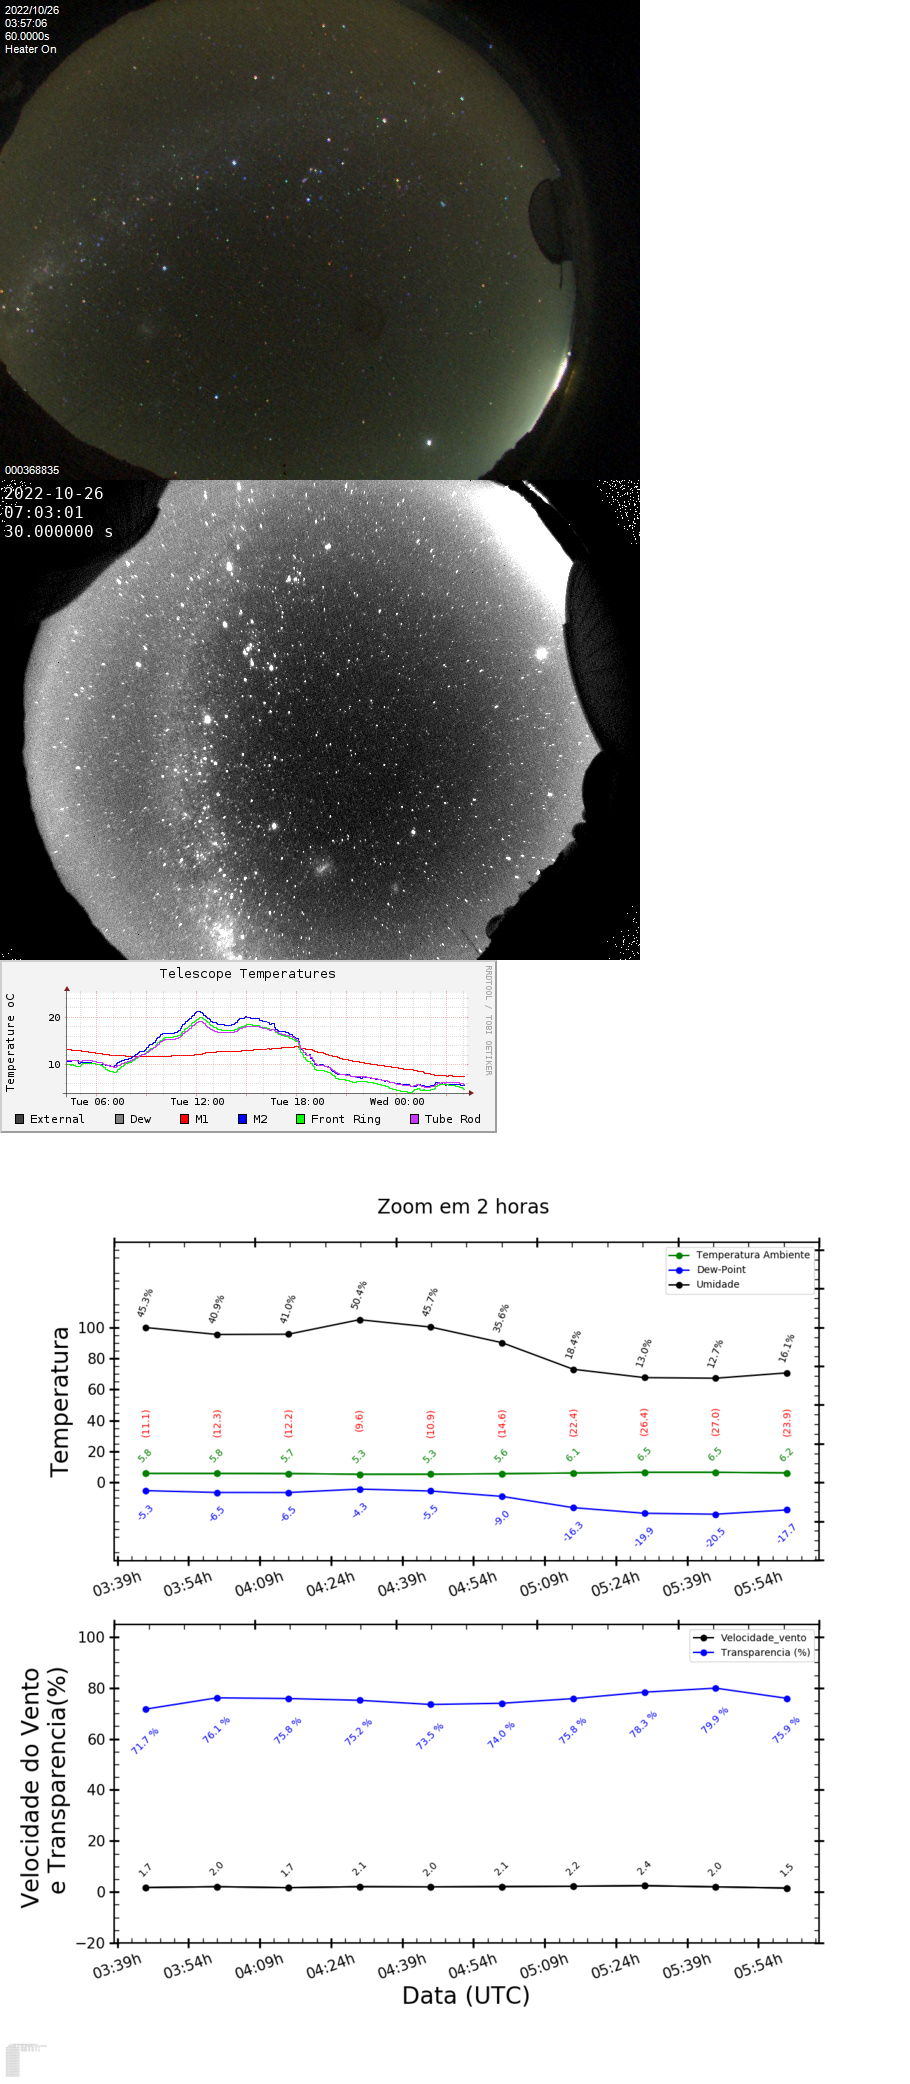 2022/10/26
03:57:06
60.0000s
Heater On
000368835
2022-10-26
07:03:01
30.000000 s
Telescope Temperatures
RRDTOOL / TOBI OETIKER
Temperature oC
20
10
Tue 06:00 Tue 12:00 Tue 18:00 Wed 00:00
External Dew M1 M2 Front Ring Tube Rod
Zoom em 2 horas
Temperatura Ambiente
Dew-Point
Umidade
Temperatura
100
80
60
40
20
0
45.3% 40.9% 41.0% 50.4% 45.7% 35.6% 18.4% 13.0% 12.7% 16.1%
(11.1) (12.3) (12.2) (9.6) (10.9) (14.6) (22.4) (26.4) (27.0) (23.9)
5.8 5.8 5.7 5.3 5.3 5.6 6.1 6.5 6.5 6.2
-5.3 -6.5 -6.5 -4.3 -5.5 -9.0 -16.3 -19.9 -20.5 -17.7
03:39h 03:54h 04:09h 04:24h 04:39h 04:54h 05:09h 05:24h 05:39h 05:54h
Velocidade_vento
Transparencia (%)
Velocidade do Vento
e Transparencia(%)
100
80
60
40
20
0
−20
71.7 % 76.1 % 75.8 % 75.2 % 73.5 % 74.0 % 75.8 % 78.3 % 79.9 % 75.9 %
1.7 2.0 1.7 2.1 2.0 2.1 2.2 2.4 2.0 1.5
03:39h 03:54h 04:09h 04:24h 04:39h 04:54h 05:09h 05:24h 05:39h 05:54h
Data (UTC)